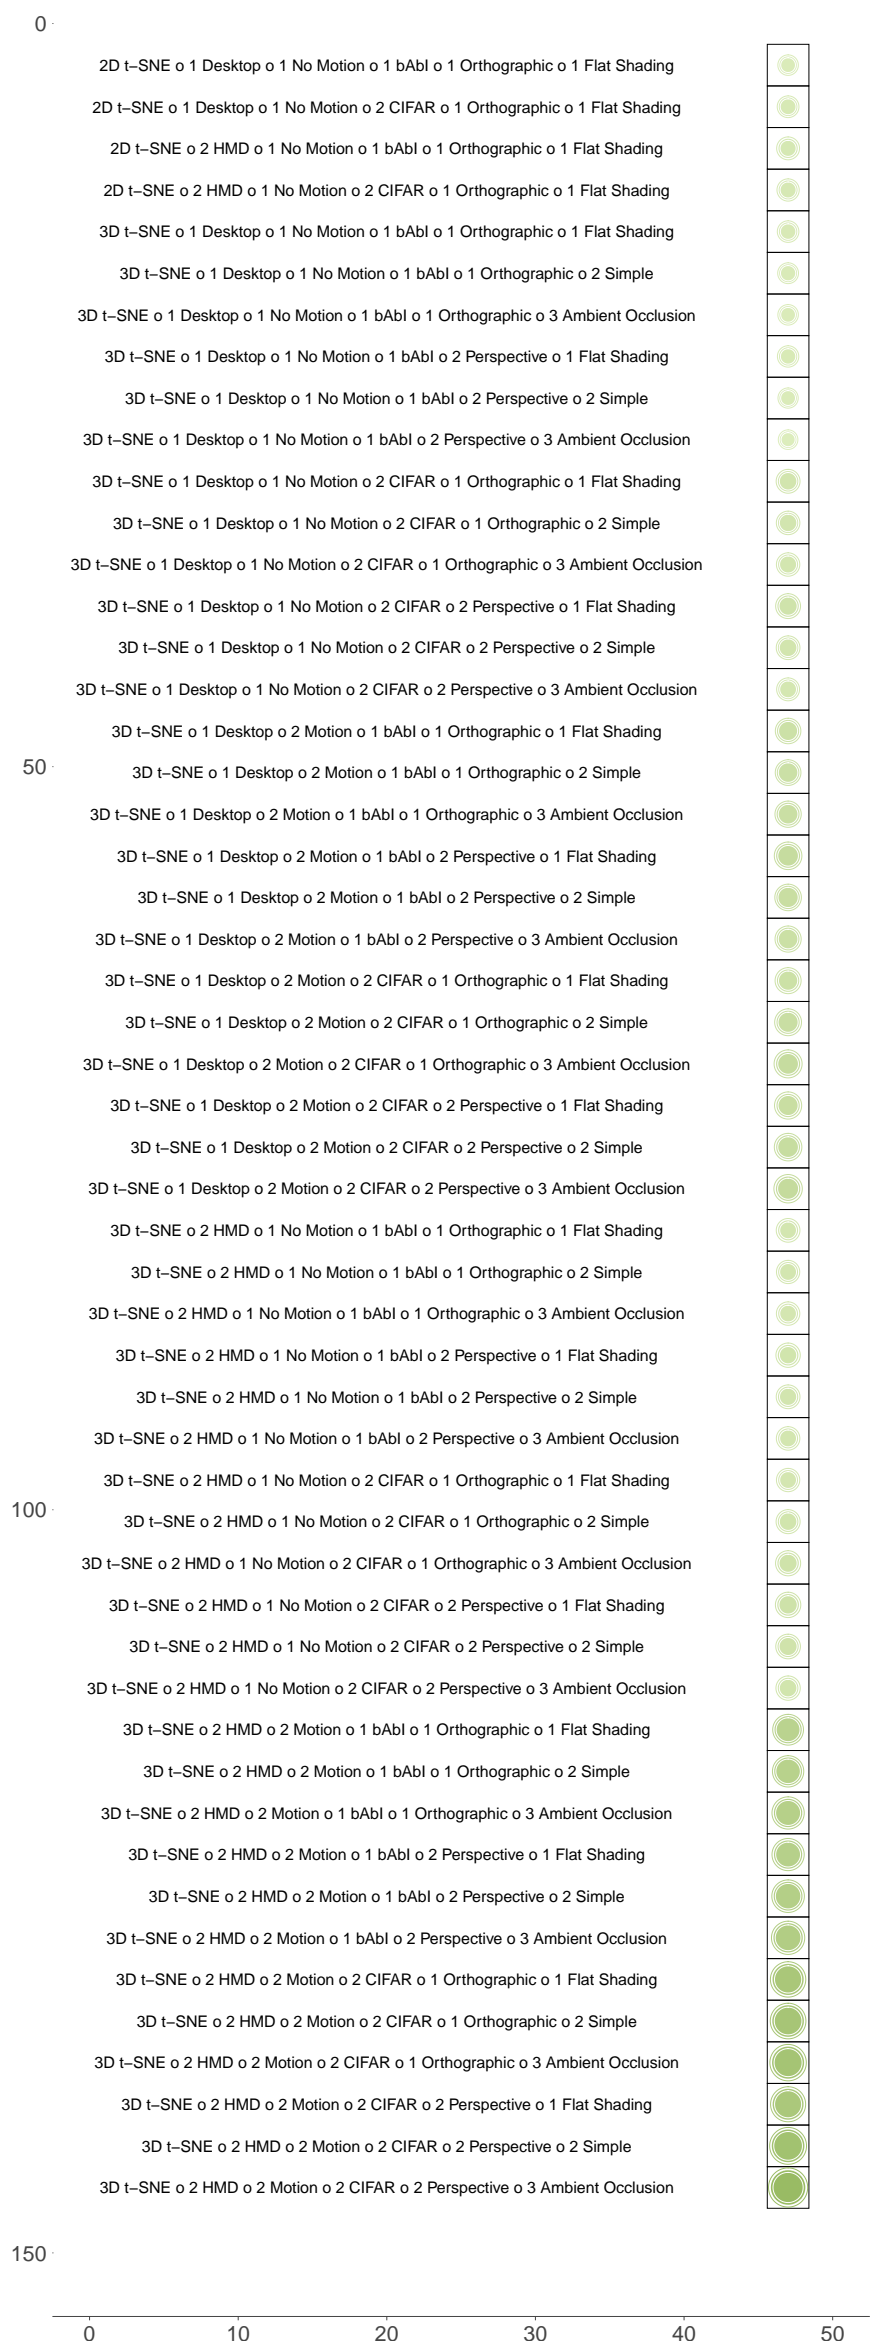 0
2D t−SNE o 1 Desktop o 1 No Motion o 1 bAbI o 1 Orthographic o 1 Flat Shading
2D t−SNE o 1 Desktop o 1 No Motion o 2 CIFAR o 1 Orthographic o 1 Flat Shading
2D t−SNE o 2 HMD o 1 No Motion o 1 bAbI o 1 Orthographic o 1 Flat Shading
2D t−SNE o 2 HMD o 1 No Motion o 2 CIFAR o 1 Orthographic o 1 Flat Shading
3D t−SNE o 1 Desktop o 1 No Motion o 1 bAbI o 1 Orthographic o 1 Flat Shading
3D t−SNE o 1 Desktop o 1 No Motion o 1 bAbI o 1 Orthographic o 2 Simple
3D t−SNE o 1 Desktop o 1 No Motion o 1 bAbI o 1 Orthographic o 3 Ambient Occlusion
3D t−SNE o 1 Desktop o 1 No Motion o 1 bAbI o 2 Perspective o 1 Flat Shading
3D t−SNE o 1 Desktop o 1 No Motion o 1 bAbI o 2 Perspective o 2 Simple
3D t−SNE o 1 Desktop o 1 No Motion o 1 bAbI o 2 Perspective o 3 Ambient Occlusion
3D t−SNE o 1 Desktop o 1 No Motion o 2 CIFAR o 1 Orthographic o 1 Flat Shading
3D t−SNE o 1 Desktop o 1 No Motion o 2 CIFAR o 1 Orthographic o 2 Simple
3D t−SNE o 1 Desktop o 1 No Motion o 2 CIFAR o 1 Orthographic o 3 Ambient Occlusion
3D t−SNE o 1 Desktop o 1 No Motion o 2 CIFAR o 2 Perspective o 1 Flat Shading
3D t−SNE o 1 Desktop o 1 No Motion o 2 CIFAR o 2 Perspective o 2 Simple
3D t−SNE o 1 Desktop o 1 No Motion o 2 CIFAR o 2 Perspective o 3 Ambient Occlusion
3D t−SNE o 1 Desktop o 2 Motion o 1 bAbI o 1 Orthographic o 1 Flat Shading
50
3D t−SNE o 1 Desktop o 2 Motion o 1 bAbI o 1 Orthographic o 2 Simple
3D t−SNE o 1 Desktop o 2 Motion o 1 bAbI o 1 Orthographic o 3 Ambient Occlusion
3D t−SNE o 1 Desktop o 2 Motion o 1 bAbI o 2 Perspective o 1 Flat Shading
3D t−SNE o 1 Desktop o 2 Motion o 1 bAbI o 2 Perspective o 2 Simple
3D t−SNE o 1 Desktop o 2 Motion o 1 bAbI o 2 Perspective o 3 Ambient Occlusion
3D t−SNE o 1 Desktop o 2 Motion o 2 CIFAR o 1 Orthographic o 1 Flat Shading
3D t−SNE o 1 Desktop o 2 Motion o 2 CIFAR o 1 Orthographic o 2 Simple
3D t−SNE o 1 Desktop o 2 Motion o 2 CIFAR o 1 Orthographic o 3 Ambient Occlusion
3D t−SNE o 1 Desktop o 2 Motion o 2 CIFAR o 2 Perspective o 1 Flat Shading
3D t−SNE o 1 Desktop o 2 Motion o 2 CIFAR o 2 Perspective o 2 Simple
3D t−SNE o 1 Desktop o 2 Motion o 2 CIFAR o 2 Perspective o 3 Ambient Occlusion
3D t−SNE o 2 HMD o 1 No Motion o 1 bAbI o 1 Orthographic o 1 Flat Shading
3D t−SNE o 2 HMD o 1 No Motion o 1 bAbI o 1 Orthographic o 2 Simple
3D t−SNE o 2 HMD o 1 No Motion o 1 bAbI o 1 Orthographic o 3 Ambient Occlusion
3D t−SNE o 2 HMD o 1 No Motion o 1 bAbI o 2 Perspective o 1 Flat Shading
3D t−SNE o 2 HMD o 1 No Motion o 1 bAbI o 2 Perspective o 2 Simple
3D t−SNE o 2 HMD o 1 No Motion o 1 bAbI o 2 Perspective o 3 Ambient Occlusion
3D t−SNE o 2 HMD o 1 No Motion o 2 CIFAR o 1 Orthographic o 1 Flat Shading
100
3D t−SNE o 2 HMD o 1 No Motion o 2 CIFAR o 1 Orthographic o 2 Simple
3D t−SNE o 2 HMD o 1 No Motion o 2 CIFAR o 1 Orthographic o 3 Ambient Occlusion
3D t−SNE o 2 HMD o 1 No Motion o 2 CIFAR o 2 Perspective o 1 Flat Shading
3D t−SNE o 2 HMD o 1 No Motion o 2 CIFAR o 2 Perspective o 2 Simple
3D t−SNE o 2 HMD o 1 No Motion o 2 CIFAR o 2 Perspective o 3 Ambient Occlusion
3D t−SNE o 2 HMD o 2 Motion o 1 bAbI o 1 Orthographic o 1 Flat Shading
3D t−SNE o 2 HMD o 2 Motion o 1 bAbI o 1 Orthographic o 2 Simple
3D t−SNE o 2 HMD o 2 Motion o 1 bAbI o 1 Orthographic o 3 Ambient Occlusion
3D t−SNE o 2 HMD o 2 Motion o 1 bAbI o 2 Perspective o 1 Flat Shading
3D t−SNE o 2 HMD o 2 Motion o 1 bAbI o 2 Perspective o 2 Simple
3D t−SNE o 2 HMD o 2 Motion o 1 bAbI o 2 Perspective o 3 Ambient Occlusion
3D t−SNE o 2 HMD o 2 Motion o 2 CIFAR o 1 Orthographic o 1 Flat Shading
3D t−SNE o 2 HMD o 2 Motion o 2 CIFAR o 1 Orthographic o 2 Simple
3D t−SNE o 2 HMD o 2 Motion o 2 CIFAR o 1 Orthographic o 3 Ambient Occlusion
3D t−SNE o 2 HMD o 2 Motion o 2 CIFAR o 2 Perspective o 1 Flat Shading
3D t−SNE o 2 HMD o 2 Motion o 2 CIFAR o 2 Perspective o 2 Simple
3D t−SNE o 2 HMD o 2 Motion o 2 CIFAR o 2 Perspective o 3 Ambient Occlusion
150
0 10 20 30 40 50